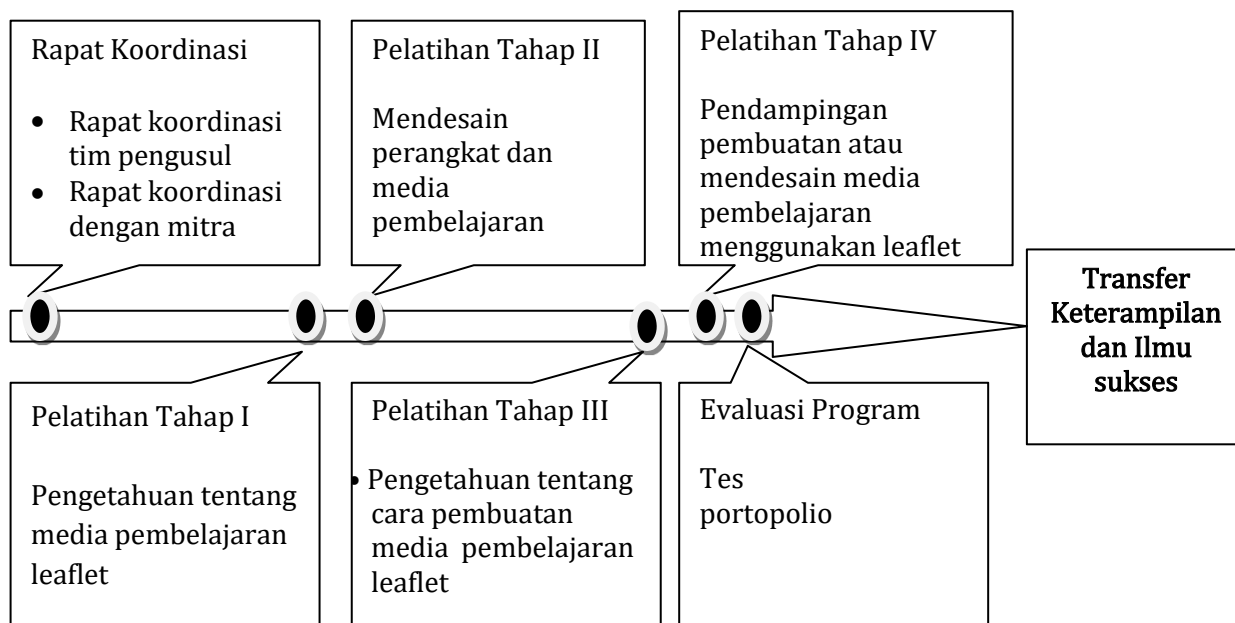 Rapat Koordinasi
• Rapat koordinasi
tim pengusul
• Rapat koordinasi
dengan mitra
Pelatihan Tahap II
Mendesain
perangkat dan
media
pembelajaran
Pelatihan Tahap IV
Pendampingan
pembuatan atau
mendesain media
pembelajaran
menggunakan leaflet
Transfer
Keterampilan
dan Ilmu
sukses
Pelatihan Tahap I
Pengetahuan tentang
media pembelajaran
leaflet
Pelatihan Tahap III
• Pengetahuan tentang
cara pembuatan
media pembelajaran
leaflet
Evaluasi Program
Tes
portopolio